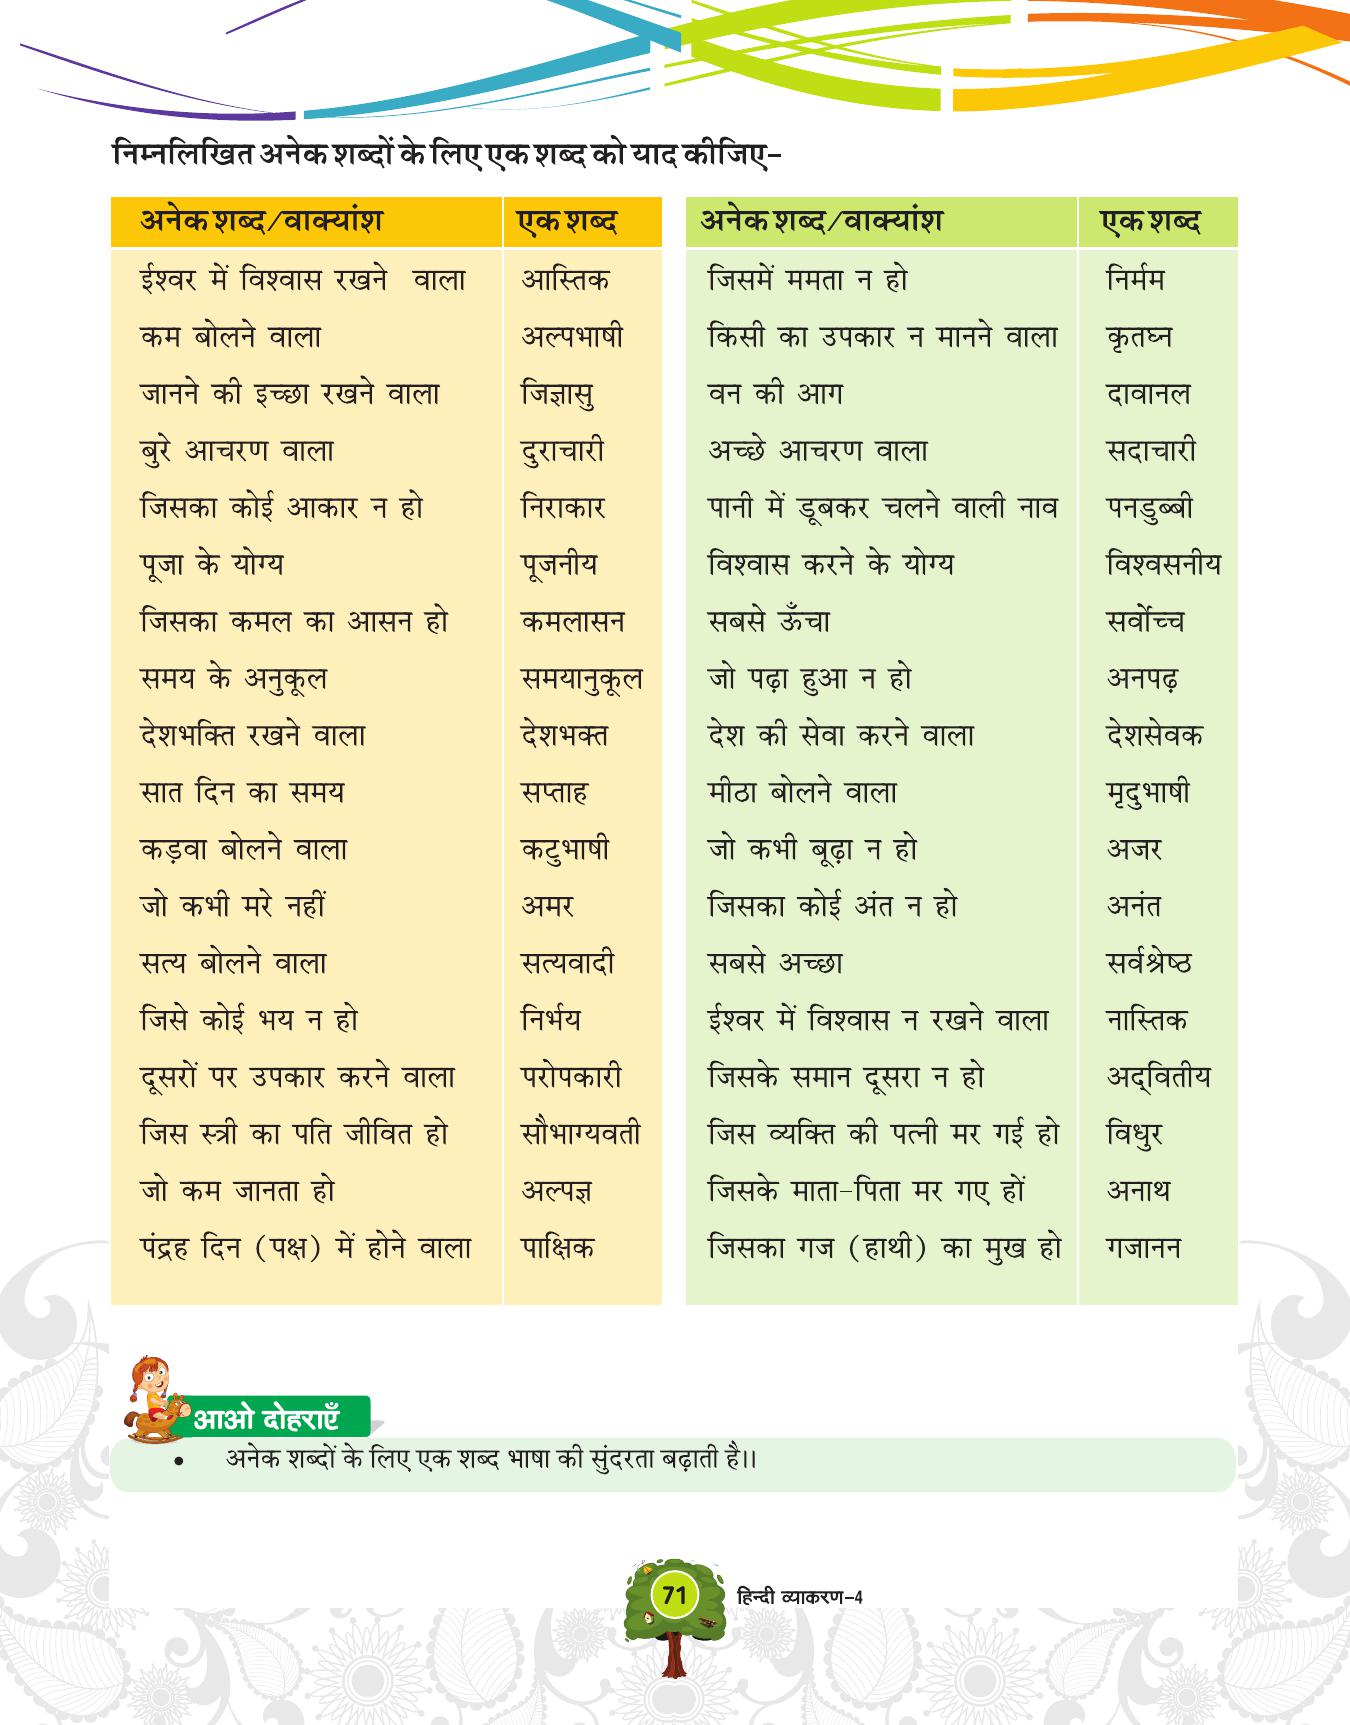 निम्नलिखित अनेक शब्दों के लिए एक शब्द को याद कीजिए–
अनेक शब्द/वाक्यांश एक शब्द अनेक शब्द/वाक्यांश एक शब्द
ईश्वर में विश्वास रखने वाला आस्तिक जिसमें ममता न हो निर्मम
कम बोलने वाला अल्पभाषी किसी का उपकार न मानने वाला कृतघ्न
जानने की इच्छा रखने वाला जिज्ञासु वन की आग दावानल
बुरे आचरण वाला दुराचारी अच्छे आचरण वाला सदाचारी
जिसका कोई आकार न हो निराकार पानी में डूबकर चलने वाली नाव पनडुब्बी
पूजा के योग्य पूजनीय विश्वास करने के योग्य विश्वसनीय
जिसका कमल का आसन हो कमलासन सबसे ऊँचा सर्वोच्च
समय के अनुकूल समयानुकूल जो पढ़ा हुआ न हो अनपढ़
देशभक्ति रखने वाला देशभक्त देश की सेवा करने वाला देशसेवक
सात दिन का समय सप्ताह मीठा बोलने वाला मृदुभाषी
कड़वा बोलने वाला कटुभाषी जो कभी बूढ़ा न हो अजर
जो कभी मरे नहीं अमर जिसका कोई अंत न हो अनंत
सत्य बोलने वाला सत्यवादी सबसे अच्छा सर्वश्रेष्ठ
जिसे कोई भय न हो निर्भय ईश्वर में विश्वास न रखने वाला नास्तिक
दूसरों पर उपकार करने वाला परोपकारी जिसके समान दूसरा न हो अद्‌वितीय
जिस स्त्री का पति जीवित हो सौभाग्यवती जिस व्यक्ति की पत्नी मर गई हो विधुर
जो कम जानता हो अल्पज्ञ जिसके माता-पिता मर गए हों अनाथ
पंद्रह दिन (पक्ष) में होने वाला पाक्षिक जिसका गज (हाथी) का मुख हो गजानन
आओ दोहराएँ
• अनेक शब्दों के लिए एक शब्द भाषा की सुंदरता बढ़ाती है।।
71 हिन्दी व्याकरण–4